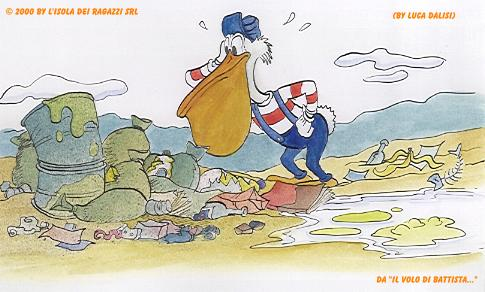 © 2000 BY L'ISOLA DEI RAGAZZI SRL
(BY LUCA DALISI)
DA "IL VOLO DI BATTISTA..."